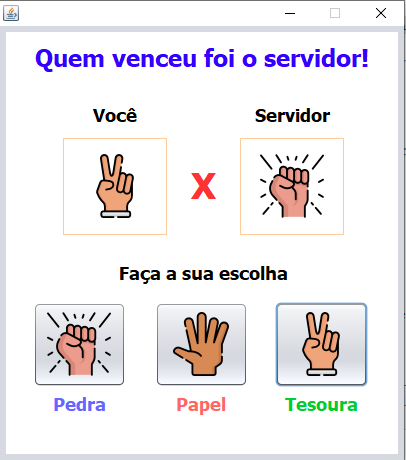 Quem venceu foi o servidor!
Você
Servidor
X
Faça a sua escolha
Pedra
Papel
Tesoura